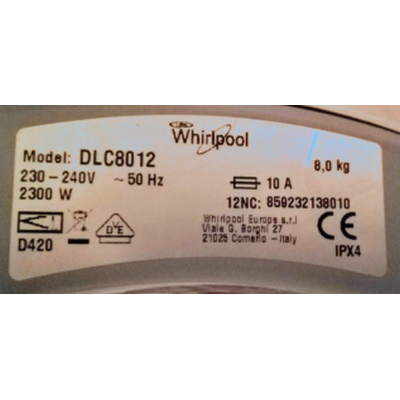 Whirlpool
Model: DLC8012
8,0 kg
230-240V ~50 Hz
10 A
2300 W
12NC: 859232138010
Whirlpool Europe s.r.l
Viale G. Borghi 27
21025 Comerio - Italy
D420
DVE
CE
IPX4